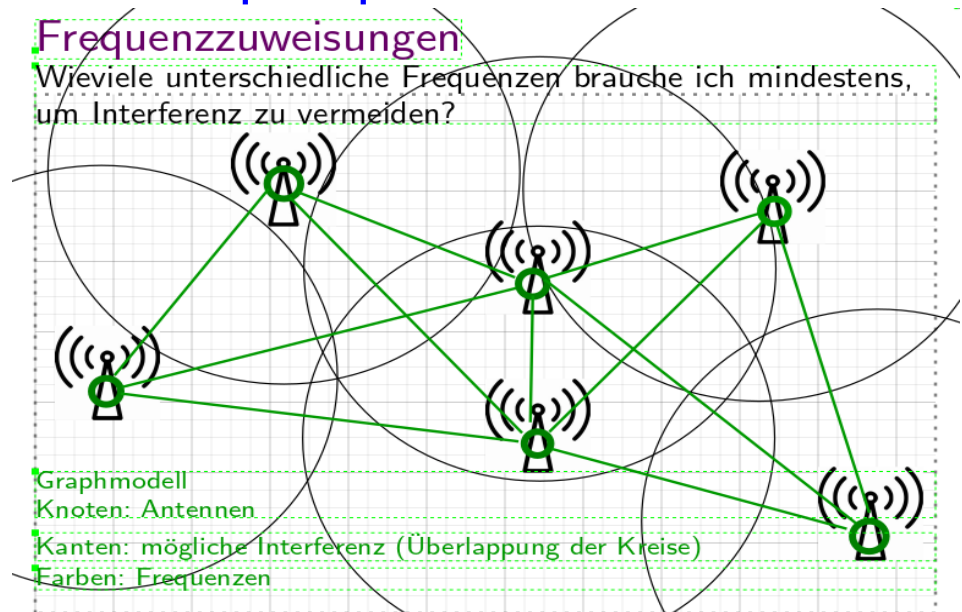 Frequenzzuweisungen
Wieviele unterschiedliche Frequenzen brauche ich mindestens,
um Interferenz zu vermeiden?
Graphmodell
Knoten: Antennen
Kanten: mögliche Interferenz (Überlappung der Kreise)
Farben: Frequenzen